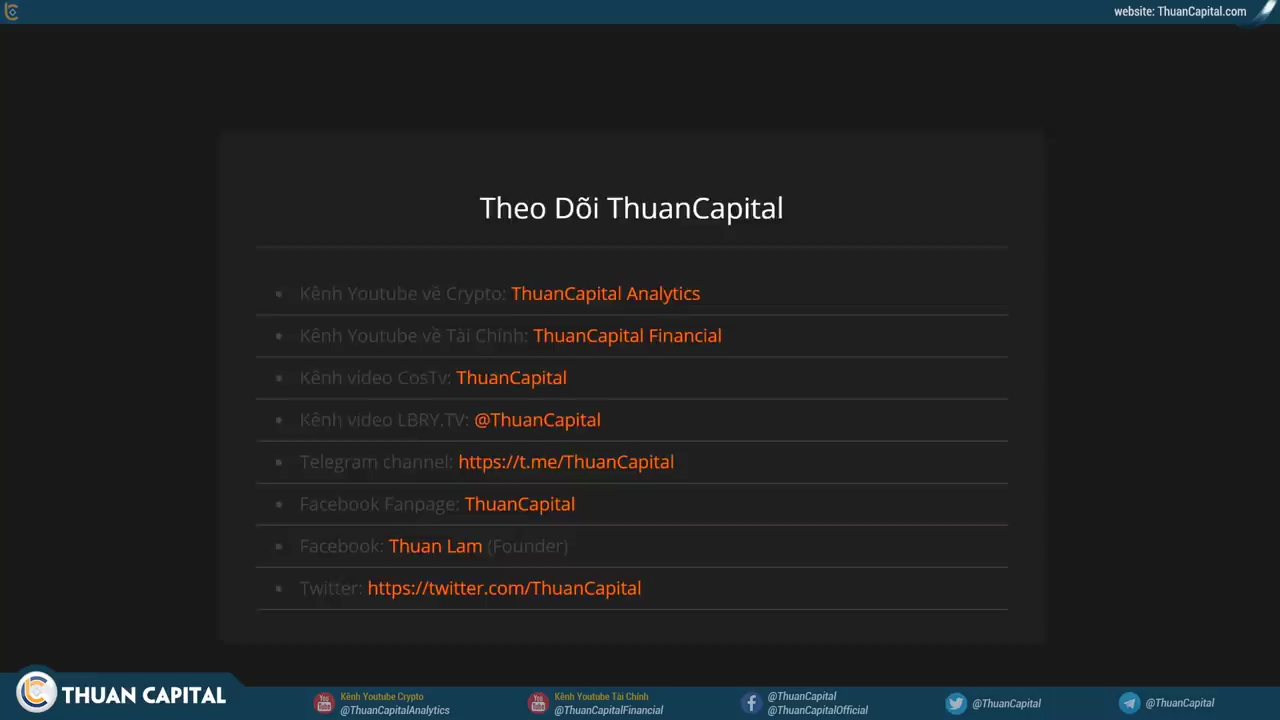 website: ThuanCapital.com
Theo Dõi ThuanCapital
Kênh Youtube về Crypto: ThuanCapital Analytics
Kênh Youtube về Tài Chính: ThuanCapital Financial
Kênh video CosTv: ThuanCapital
Kênh video LBRY.TV: @ThuanCapital
Telegram channel: https://t.me/ThuanCapital
Facebook Fanpage: ThuanCapital
Facebook: Thuan Lam (Founder)
Twitter: https://twitter.com/ThuanCapital
THUAN CAPITAL
Kênh Youtube Crypto
@ThuanCapitalAnalytics
Kênh Youtube Tài Chính
@ThuanCapitalFinancial
@ThuanCapital
@ThuanCapitalOfficial
@ThuanCapital
@ThuanCapital